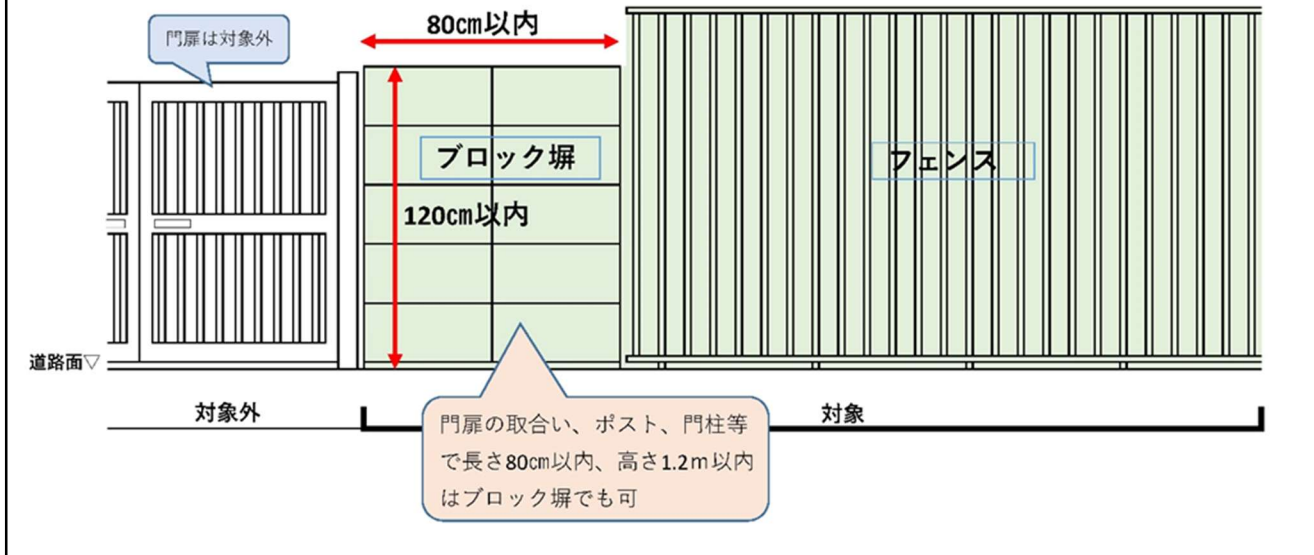 門扉は対象外
80㎝以内
ブロック塀
フェンス
120㎝以内
道路面▽
対象外
対象
門扉の取合い、ポスト、門柱等
で長さ80㎝以内、高さ1.2ｍ以内
はブロック塀でも可